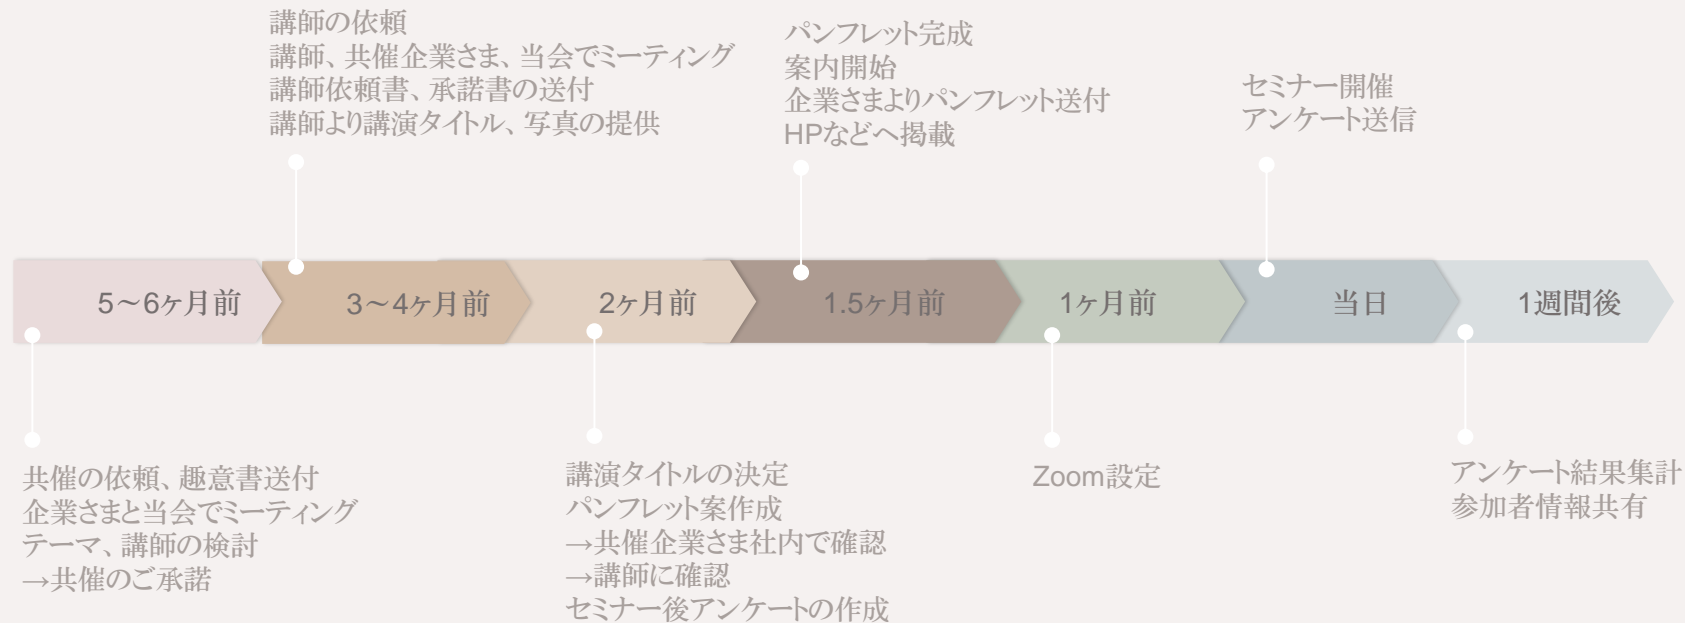 講師の依頼
講師、共催企業さま、当会でミーティング
講師依頼書、承諾書の送付
講師より講演タイトル、写真の提供
パンフレット完成
案内開始
企業さまよりパンフレット送付
HPなどへ掲載
セミナー開催
アンケート送信
5～6ヶ月前
3～4ヶ月前
2ヶ月前
1.5ヶ月前
1ヶ月前
当日
1週間後
共催の依頼、趣意書送付
企業さまと当会でミーティング
テーマ、講師の検討
→共催のご承諾
講演タイトルの決定
パンフレット案作成
→共催企業さま社内で確認
→講師に確認
セミナー後アンケートの作成
Zoom設定
アンケート結果集計
参加者情報共有